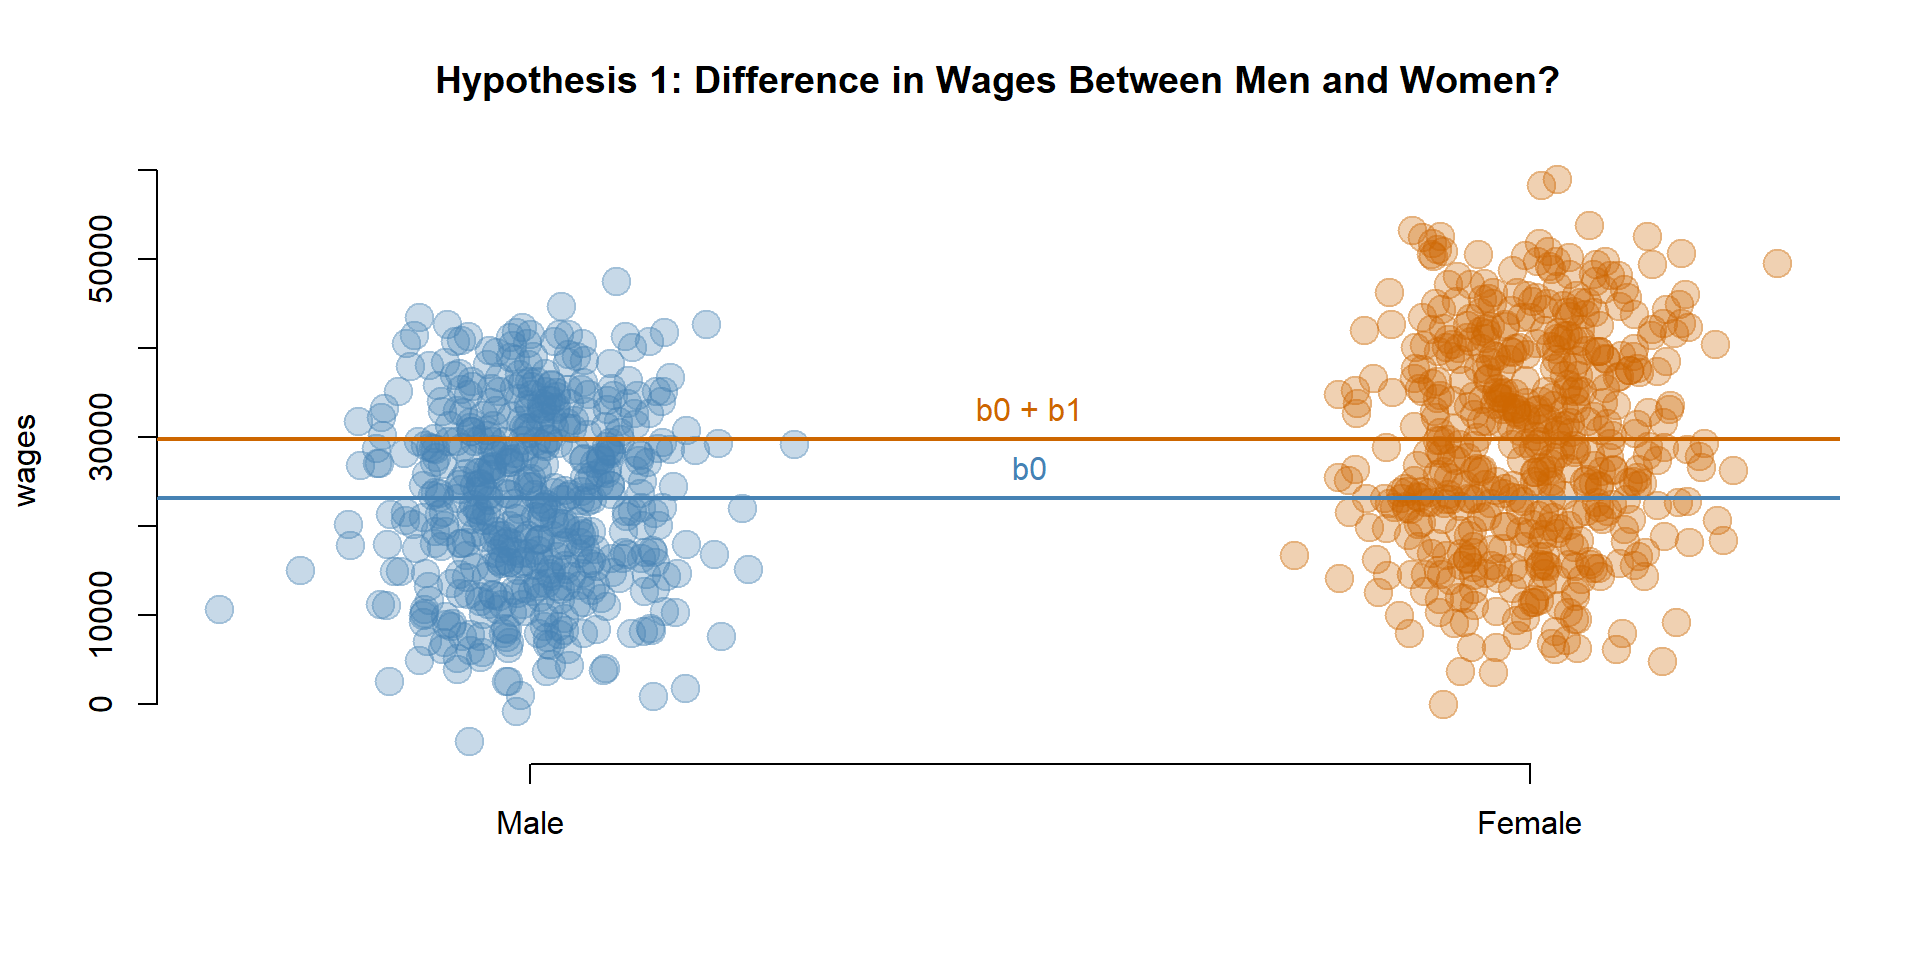 Hypothesis 1: Difference in Wages Between Men and Women?
wages
50000
30000
10000
0
b0 + b1
b0
Male
Female